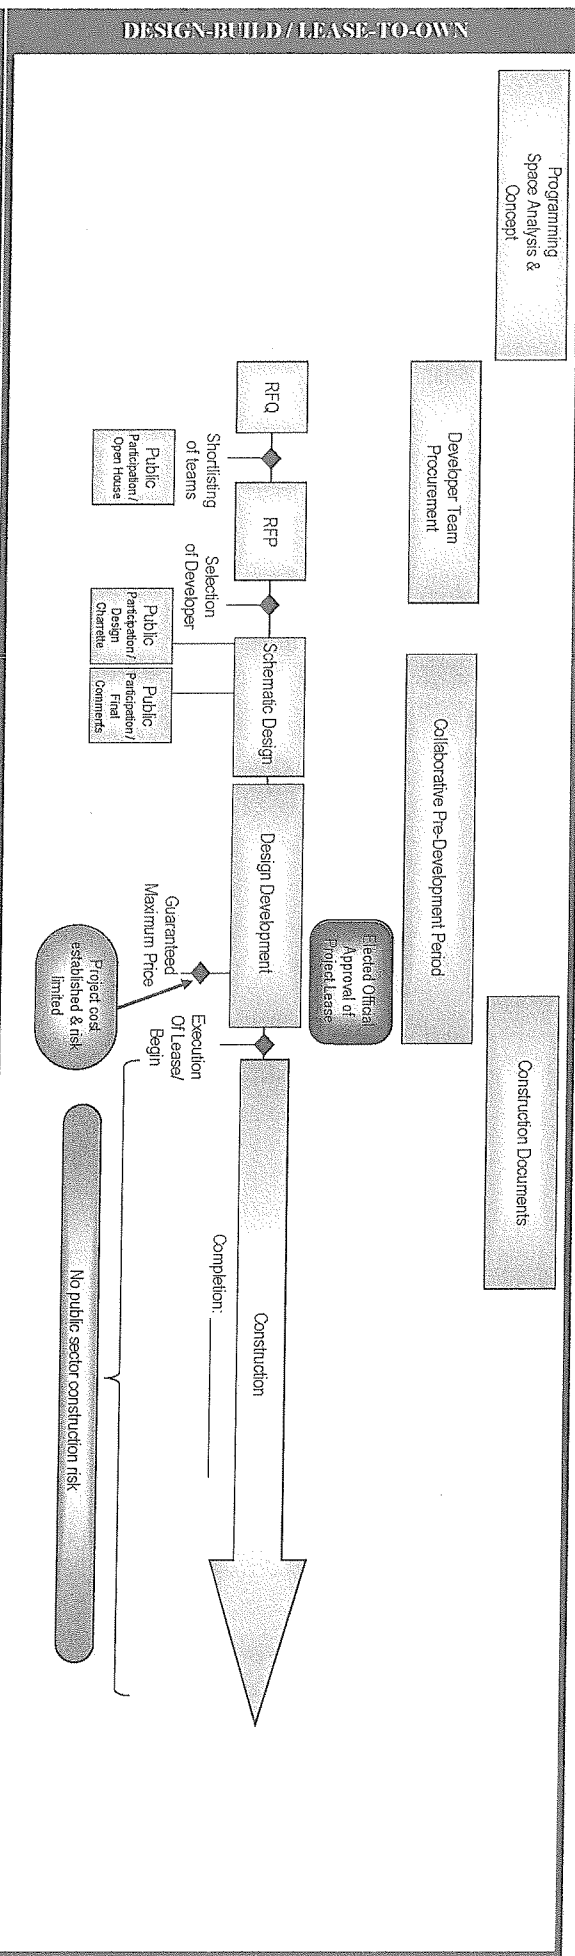 DESIGN-BUILD / LEASE-TO-OWN
Programming
Space Analysis &
Concept
Developer Team
Procurement
Collaborative Pre-Development Period
Construction Documents
Elected Official
Approval of
Project Lease
RFQ
RFP
Schematic Design
Design Development
Construction
Shortlisting
of teams
Selection
of Developer
Guaranteed
Maximum Price
Execution
Of Lease/
Begin
Completion:
Public
Participation /
Open House
Public
Participation /
Design
Charrette
Public
Participation /
Final
Comments
Project cost
established & risk
limited
No public sector construction risk